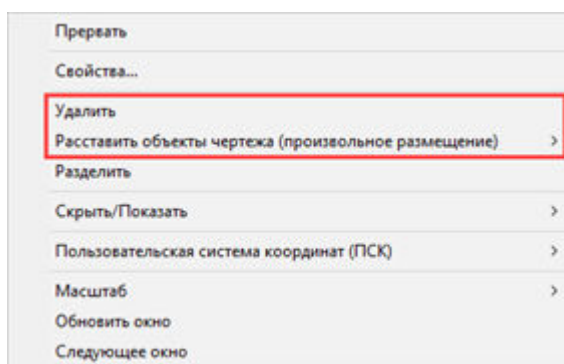 Прервать
Свойства...
Удалить
Расставить объекты чертежа (произвольное размещение)
Разделить
Скрыть/Показать
Пользовательская система координат (ПСК)
Масштаб
Обновить окно
Следующее окно